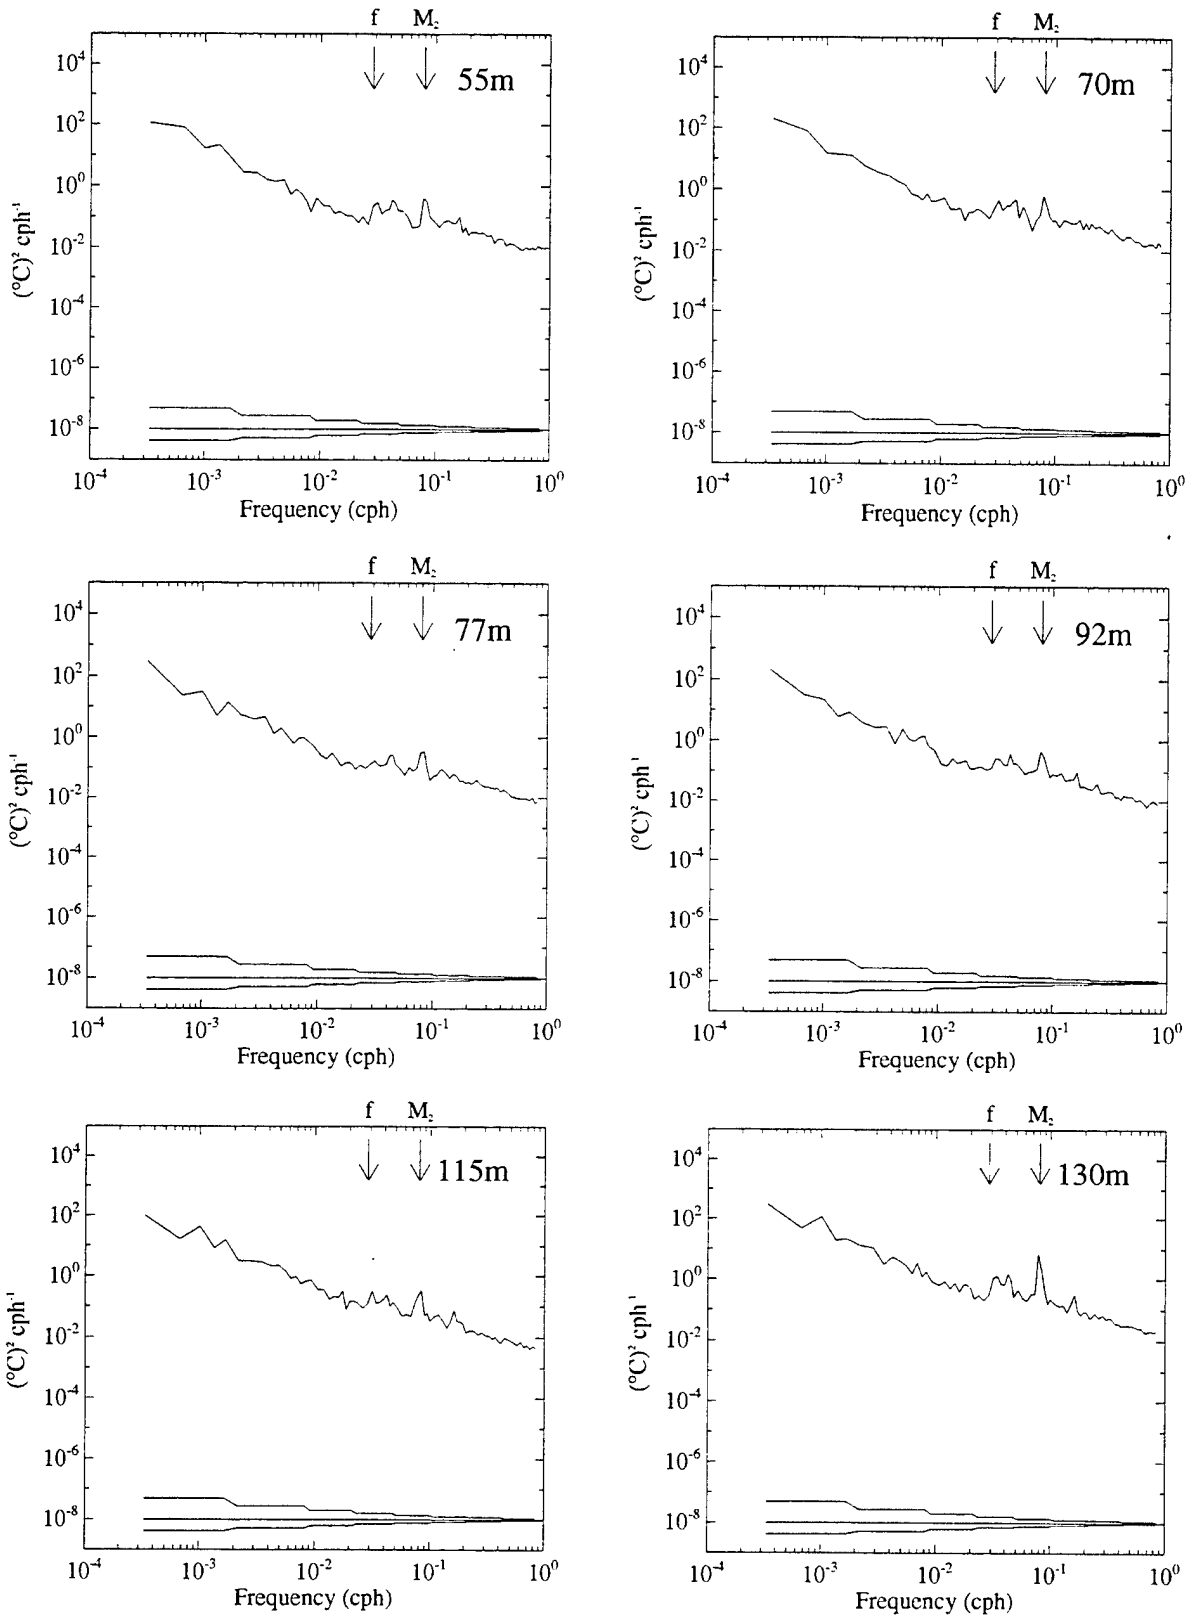 f M₂
55m
10⁴
10²
10⁰
10⁻²
10⁻⁴
10⁻⁶
10⁻⁸
(°C)² cph⁻¹
10⁻⁴ 10⁻³ 10⁻² 10⁻¹ 10⁰
Frequency (cph)
f M₂
70m
10⁴
10²
10⁰
10⁻²
10⁻⁴
10⁻⁶
10⁻⁸
(°C)² cph⁻¹
10⁻⁴ 10⁻³ 10⁻² 10⁻¹ 10⁰
Frequency (cph)
f M₂
77m
10⁴
10²
10⁰
10⁻²
10⁻⁴
10⁻⁶
10⁻⁸
(°C)² cph⁻¹
10⁻⁴ 10⁻³ 10⁻² 10⁻¹ 10⁰
Frequency (cph)
f M₂
92m
10⁴
10²
10⁰
10⁻²
10⁻⁴
10⁻⁶
10⁻⁸
(°C)² cph⁻¹
10⁻⁴ 10⁻³ 10⁻² 10⁻¹ 10⁰
Frequency (cph)
f M₂
115m
10⁴
10²
10⁰
10⁻²
10⁻⁴
10⁻�6
10⁻⁸
(°C)² cph⁻¹
10⁻⁴ 10⁻³ 10⁻² 10⁻¹ 10⁰
Frequency (cph)
f M₂
130m
10⁴
10²
10⁰
10⁻²
10⁻⁴
10⁻⁶
10⁻⁸
(°C)² cph⁻¹
10⁻⁴ 10⁻³ 10⁻² 10⁻¹ 10⁰
Frequency (cph)